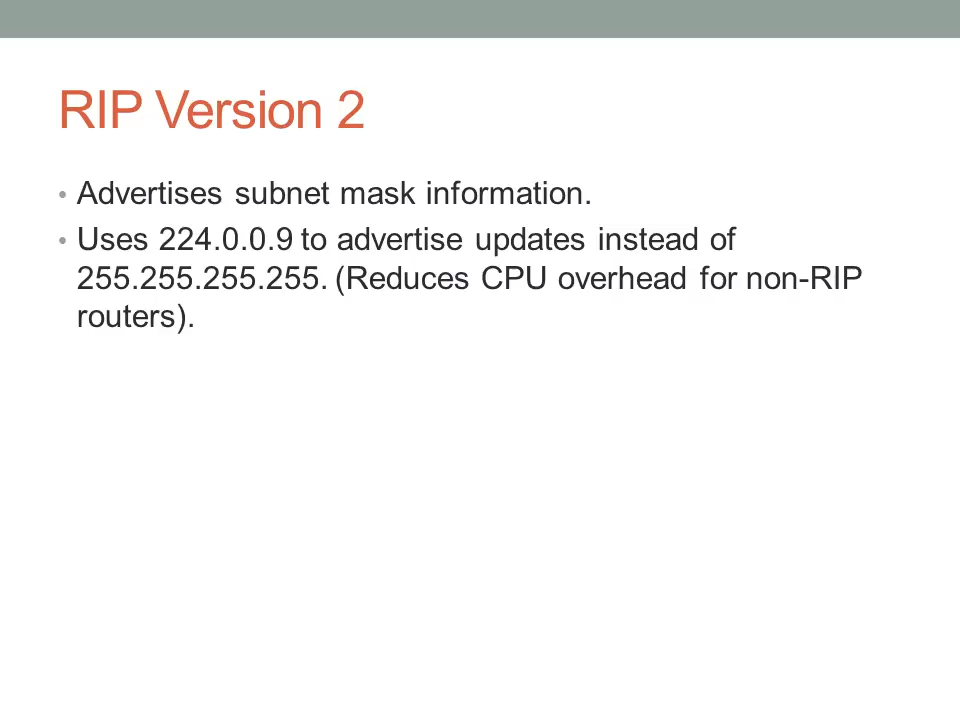 RIP Version 2
• Advertises subnet mask information.
• Uses 224.0.0.9 to advertise updates instead of
255.255.255.255. (Reduces CPU overhead for non-RIP
routers).